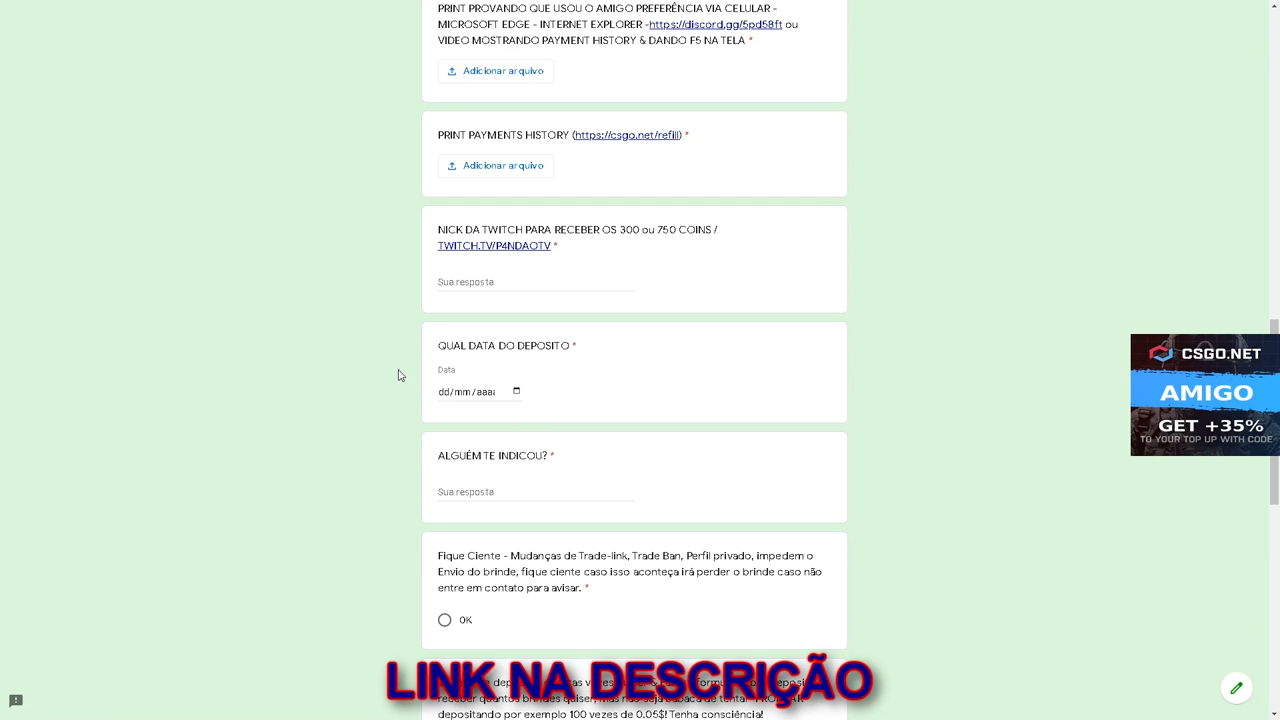 PRINT PROVANDO QUE USOU O AMIGO PREFERÊNCIA VIA CELULAR -
MICROSOFT EDGE - INTERNET EXPLORER -https://discord.gg/5pd58ft ou
VIDEO MOSTRANDO PAYMENT HISTORY & DANDO F5 NA TELA *
Adicionar arquivo
PRINT PAYMENTS HISTORY (https://csgo.net/refill) *
Adicionar arquivo
NICK DA TWITCH PARA RECEBER OS 300 ou 750 COINS /
TWITCH.TV/P4NDAOTV *
Sua resposta
QUAL DATA DO DEPOSITO *
Data
dd/mm/aaaa
ALGUÉM TE INDICOU? *
Sua resposta
Fique Ciente - Mudanças de Trade-link, Trade Ban, Perfil privado, impedem o
Envio do brinde, fique ciente caso isso aconteça irá perder o brinde caso não
entre em contato para avisar. *
OK
CSGO.NET
AMIGO
GET +35%
TO YOUR TOP UP WITH CODE
LINK NA DESCRIÇÃO
depositando por exemplo 100 vezes de 0.05$! Tenha consciência!